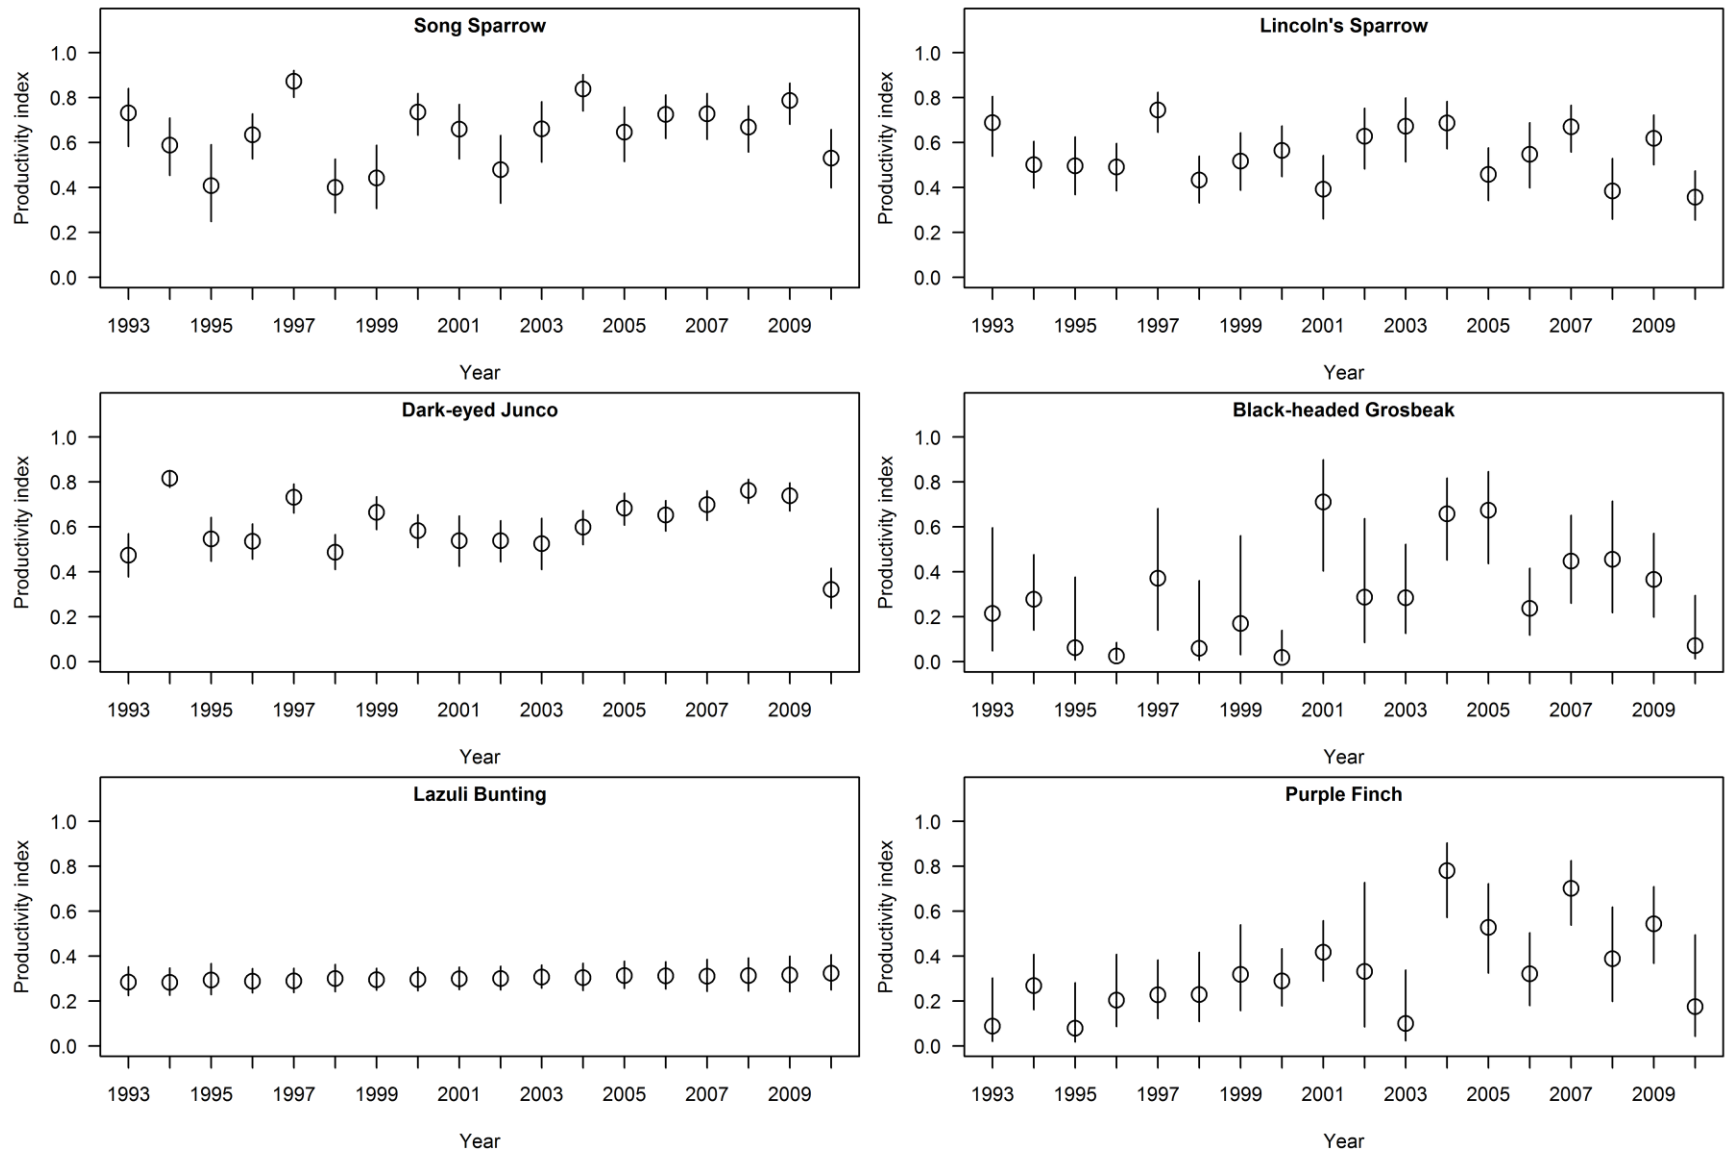 Song Sparrow
Productivity index
1.0
0.8
0.6
0.4
0.2
0.0
1993 1995 1997 1999 2001 2003 2005 2007 2009
Year
Lincoln's Sparrow
Productivity index
1.0
0.8
0.6
0.4
0.2
0.0
1993 1995 1997 1999 2001 2003 2005 2007 2009
Year
Dark-eyed Junco
Productivity index
1.0
0.8
0.6
0.4
0.2
0.0
1993 1995 1997 1999 2001 2003 2005 2007 2009
Year
Black-headed Grosbeak
Productivity index
1.0
0.8
0.6
0.4
0.2
0.0
1993 1995 1997 1999 2001 2003 2005 2007 2009
Year
Lazuli Bunting
Productivity index
1.0
0.8
0.6
0.4
0.2
0.0
1993 1995 1997 1999 2001 2003 2005 2007 2009
Year
Purple Finch
Productivity index
1.0
0.8
0.6
0.4
0.2
0.0
1993 1995 1997 1999 2001 2003 2005 2007 2009
Year